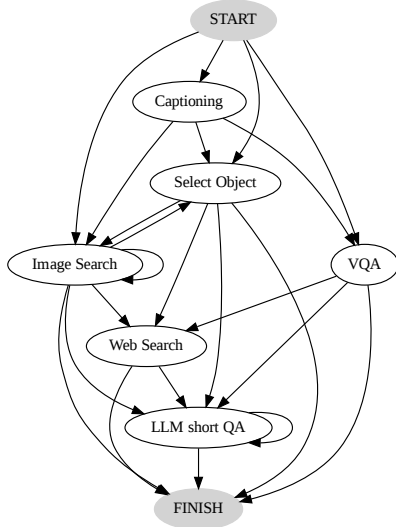 START
Captioning
Select Object
Image Search
VQA
Web Search
LLM short QA
FINISH